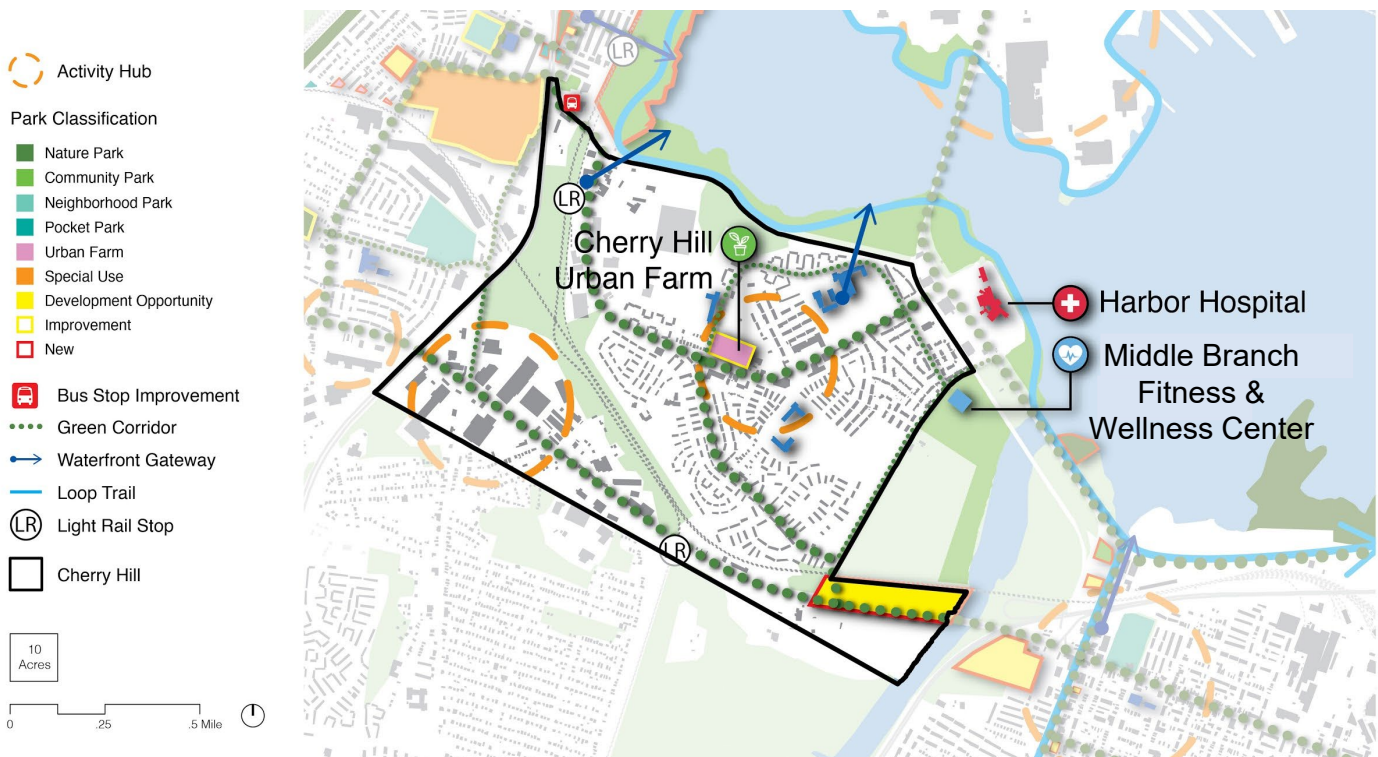 Activity Hub
Park Classification
Nature Park
Community Park
Neighborhood Park
Pocket Park
Urban Farm
Special Use
Development Opportunity
Improvement
New
Bus Stop Improvement
Green Corridor
Waterfront Gateway
Loop Trail
LR Light Rail Stop
Cherry Hill
10
Acres
0 .25 .5 Mile
LR
LR
Cherry Hill
Urban Farm
Harbor Hospital
Middle Branch
Fitness &
Wellness Center
LR